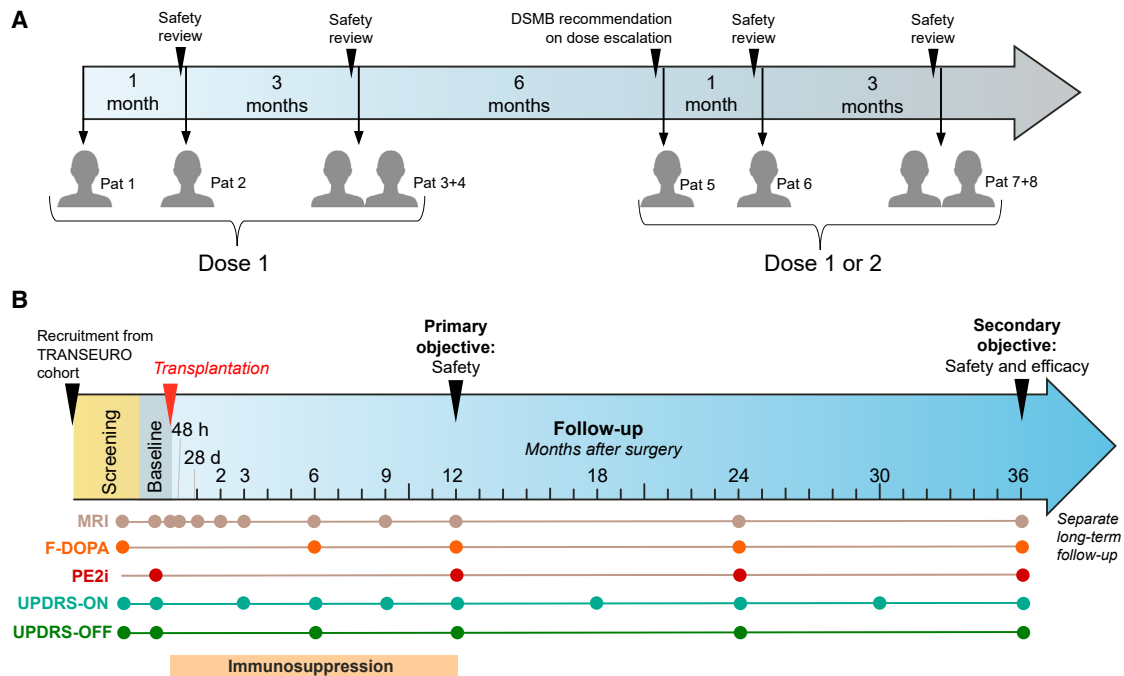 A
Safety
review
Safety
review
DSMB recommendation
on dose escalation
Safety
review
Safety
review
1
month
3
months
6
months
1
month
3
months
Pat 1
Pat 2
Pat 3+4
Pat 5
Pat 6
Pat 7+8
Dose 1
Dose 1 or 2
B
Recruitment from
TRANSEURO
cohort
Transplantation
Primary
objective:
Safety
Secondary
objective:
Safety and efficacy
Screening
Baseline
48 h
28 d
Follow-up
Months after surgery
2 3 6 9 12 18 24 30 36
MRI
F-DOPA
PE2i
UPDRS-ON
UPDRS-OFF
Separate
long-term
follow-up
Immunosuppression